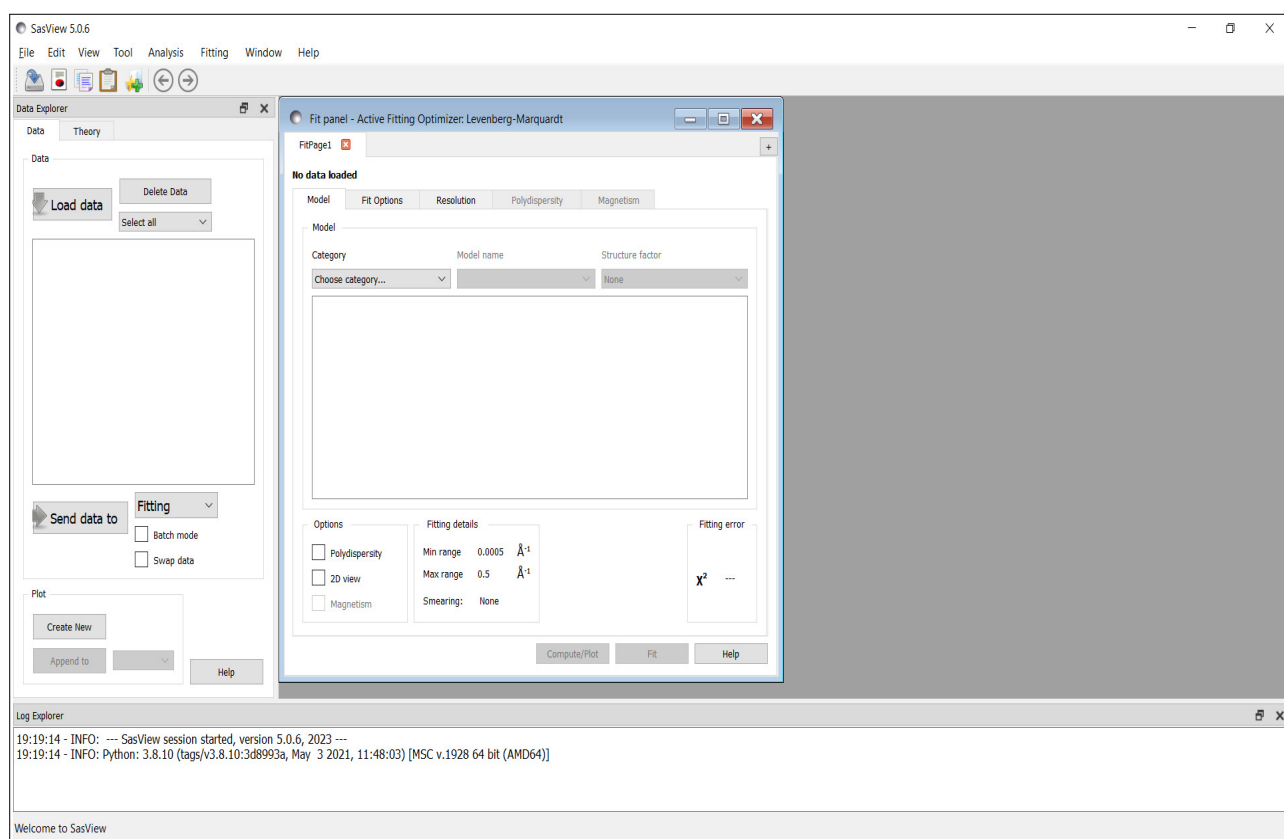 SasView 5.0.6
File Edit View Tool Analysis Fitting Window Help
Data Explorer
Data Theory
Data
Load data
Delete Data
Select all
Send data to
Fitting
Batch mode
Swap data
Plot
Create New
Append to
Help
Fit panel - Active Fitting Optimizer: Levenberg-Marquardt
FitPage1
+
No data loaded
Model Fit Options Resolution Polydispersity Magnetism
Model
Category Model name Structure factor
Choose category... None
Options
Polydispersity
2D view
Magnetism
Fitting details
Min range 0.0005 Å⁻¹
Max range 0.5 Å⁻¹
Smearing: None
Fitting error
χ² ---
Compute/Plot Fit Help
Log Explorer
19:19:14 - INFO: --- SasView session started, version 5.0.6, 2023 ---
19:19:14 - INFO: Python: 3.8.10 (tags/v3.8.10:3d8993a, May 3 2021, 11:48:03) [MSC v.1928 64 bit (AMD64)]
Welcome to SasView